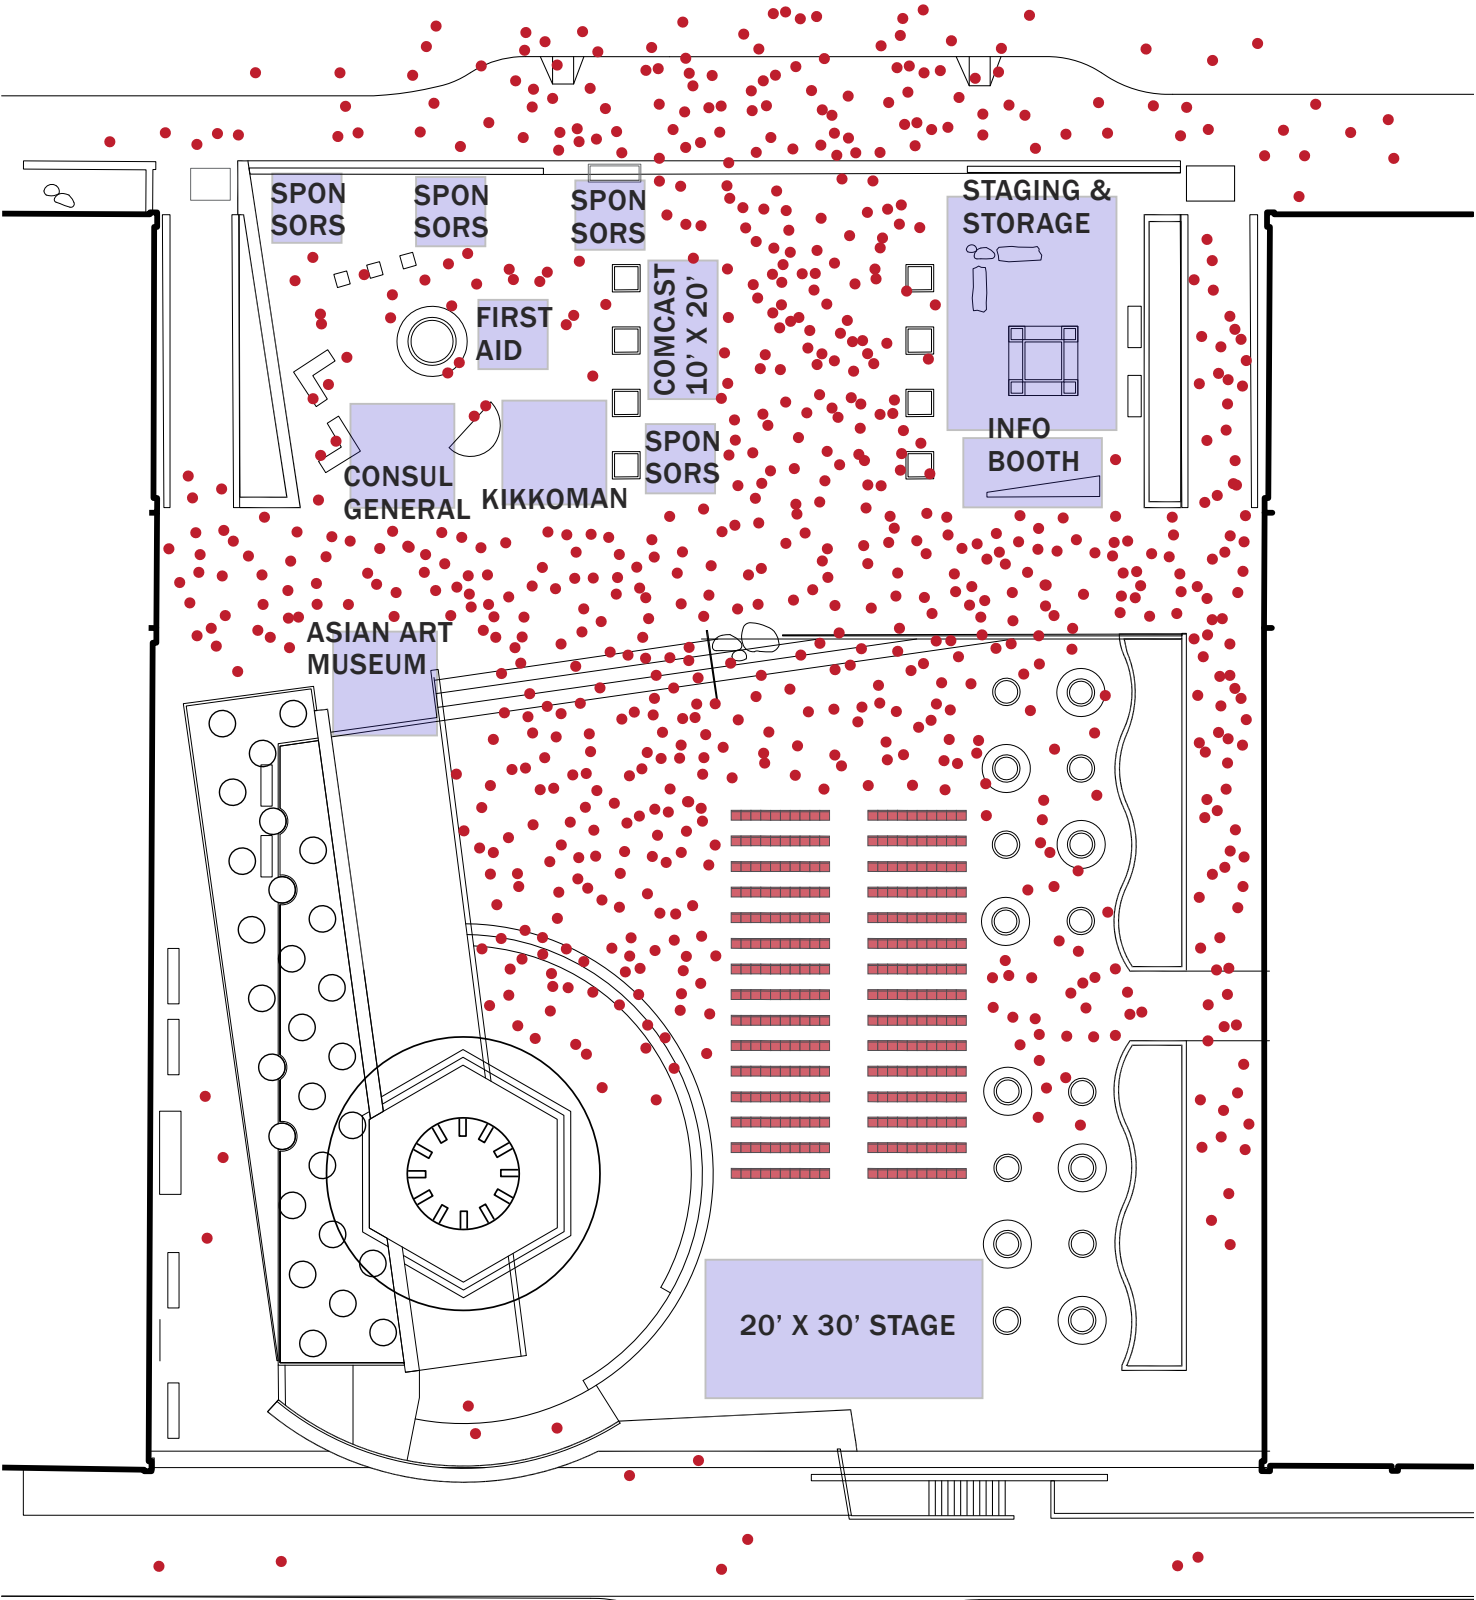 SPON
SORS
SPON
SORS
SPON
SORS
STAGING &
STORAGE
COMCAST
10’ X 20’
FIRST
AID
SPON
SORS
INFO
BOOTH
CONSUL
GENERAL
KIKKOMAN
ASIAN ART
MUSEUM
20’ X 30’ STAGE